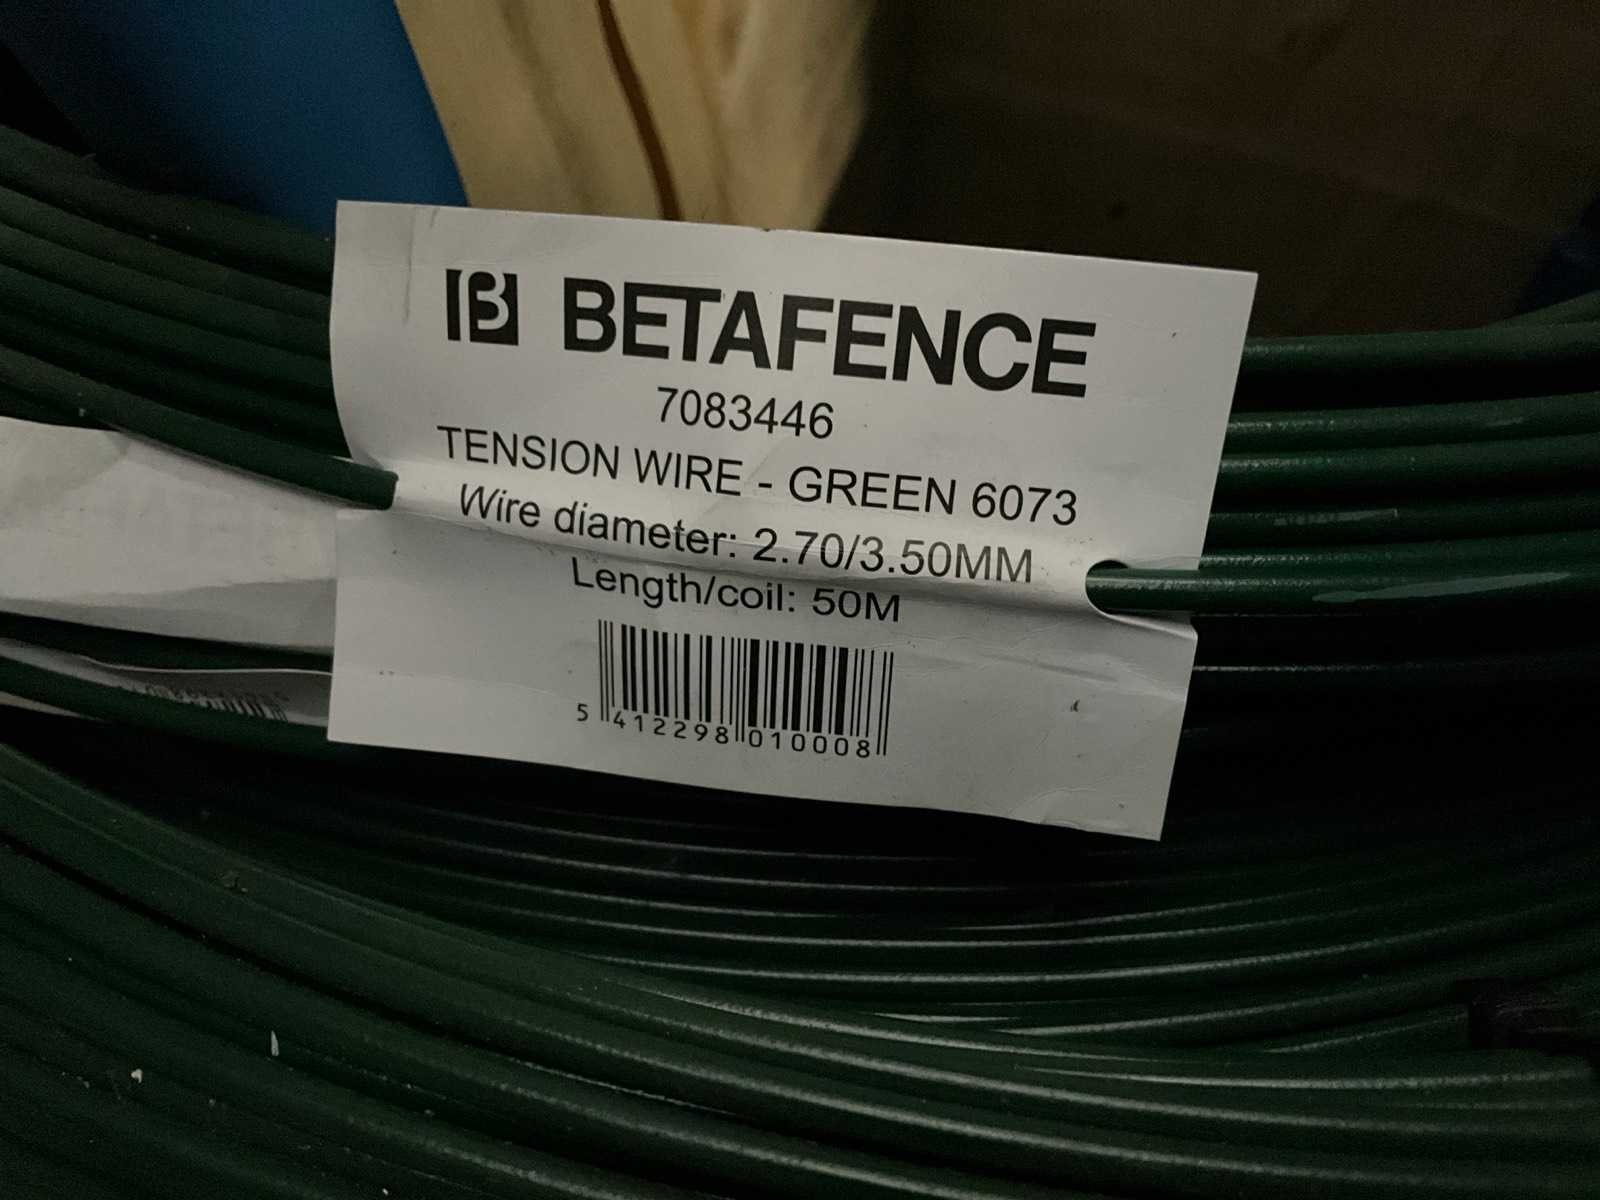 BETAFENCE
7083446
TENSION WIRE - GREEN 6073
Wire diameter: 2.70/3.50MM
Length/coil: 50M
5 412298 010008